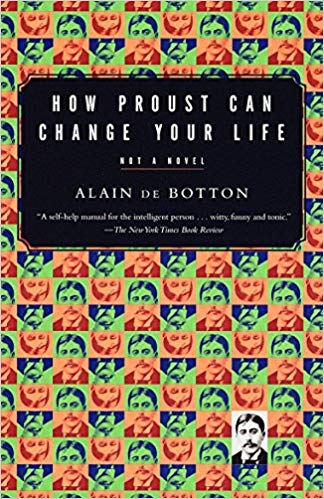 HOW PROUST CAN
CHANGE YOUR LIFE
NOT A NOVEL
ALAIN DE BOTTON
“A self-help manual for the intelligent person . . . witty, funny and tonic.”
—The New York Times Book Review